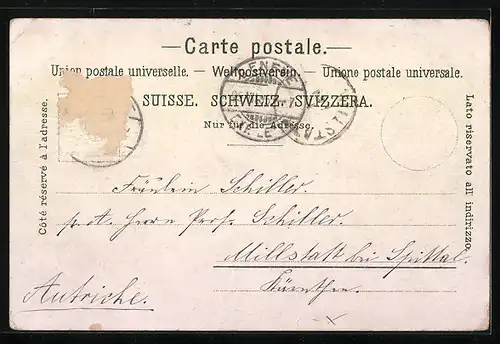 Carte postale.
Union postale universelle. — Weltpostverein. — Unione postale universale.
SUISSE. SCHWEIZ. SVIZZERA.
Nur für die Adresse.
Côté réservé à l'adresse.
Lato riservato all' indirizzo.
GENÈVE
Fräulein Schiller.
p. A. Herrn Prof. Schiller.
Millstatt bei Spittal.
Kärnthen.
Autriche.